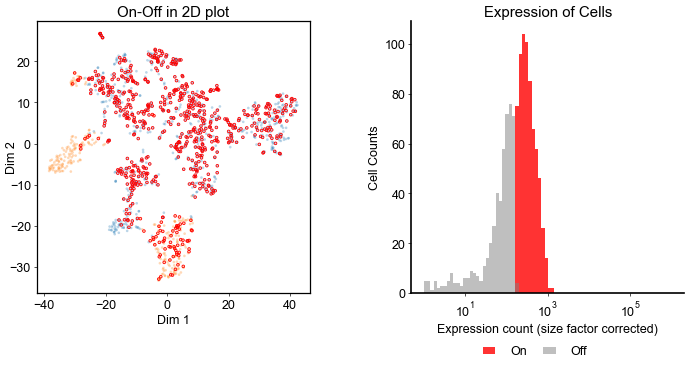 On-Off in 2D plot
Dim 2
20
10
0
−10
−20
−30
−40
−20
0
20
40
Dim 1
Expression of Cells
Cell Counts
100
80
60
40
20
0
10^1
10^3
10^5
Expression count (size factor corrected)
On Off